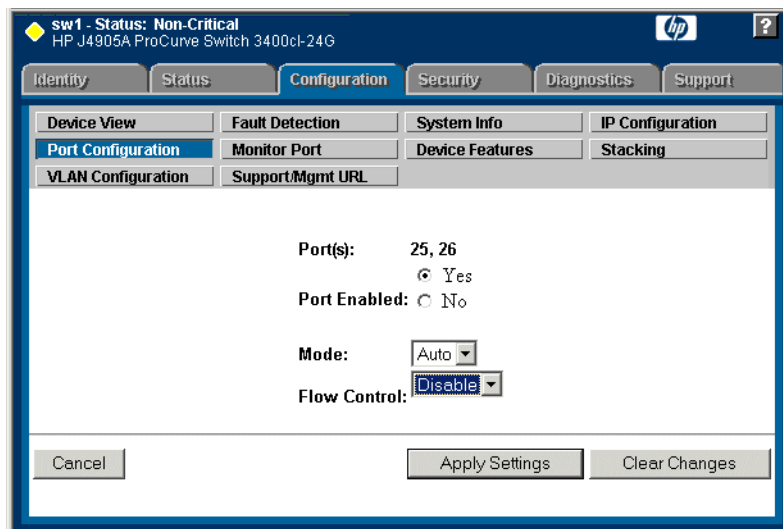 sw1 - Status: Non-Critical
HP J4905A ProCurve Switch 3400cl-24G
hp
?
Identity Status Configuration Security Diagnostics Support
Device View Fault Detection System Info IP Configuration
Port Configuration Monitor Port Device Features Stacking
VLAN Configuration Support/Mgmt URL
Port(s): 25, 26
Yes
Port Enabled: No
Mode: Auto
Flow Control: Disable
Cancel Apply Settings Clear Changes